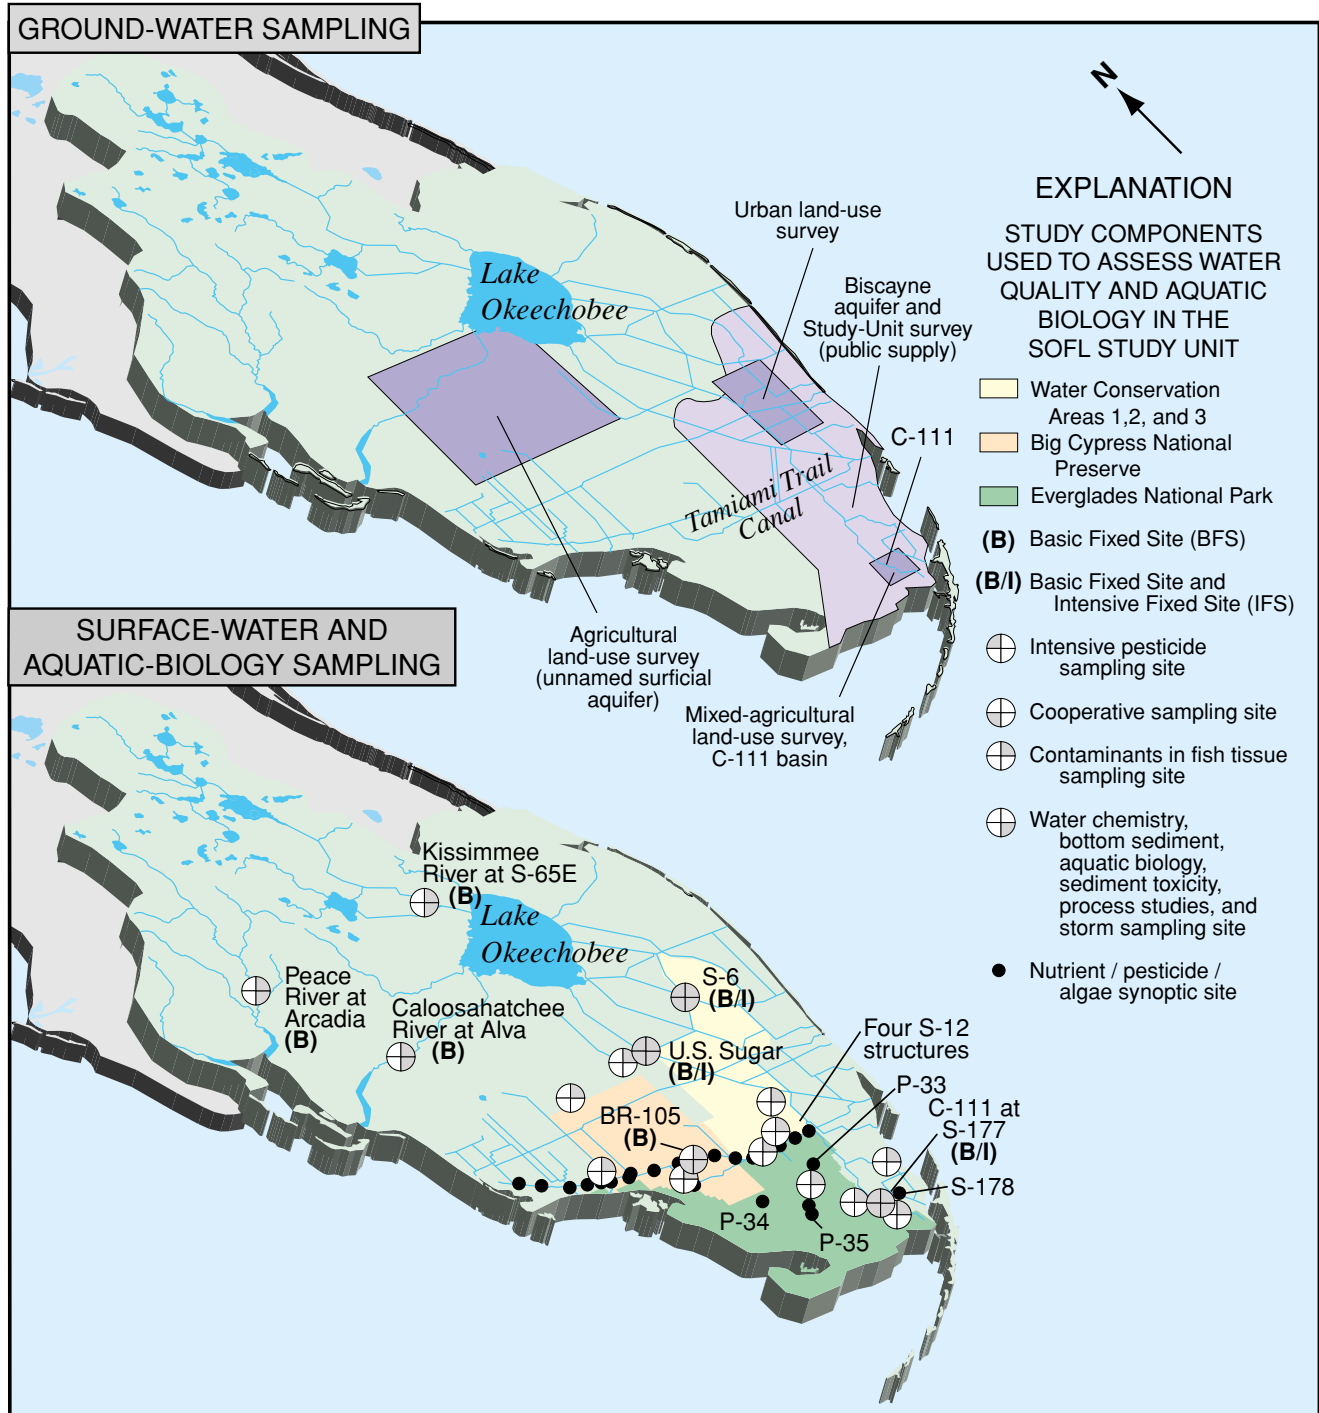 GROUND-WATER SAMPLING
N
EXPLANATION
STUDY COMPONENTS
USED TO ASSESS WATER
QUALITY AND AQUATIC
BIOLOGY IN THE
SOFL STUDY UNIT
Water Conservation
Areas 1,2, and 3
Big Cypress National
Preserve
Everglades National Park
(B) Basic Fixed Site (BFS)
(B/I) Basic Fixed Site and
Intensive Fixed Site (IFS)
Intensive pesticide
sampling site
Cooperative sampling site
Contaminants in fish tissue
sampling site
Water chemistry,
bottom sediment,
aquatic biology,
sediment toxicity,
process studies, and
storm sampling site
Nutrient / pesticide /
algae synoptic site
Urban land-use
survey
Biscayne
aquifer and
Study-Unit survey
(public supply)
Lake
Okeechobee
C-111
Tamiami Trail
Canal
Agricultural
land-use survey
(unnamed surficial
aquifer)
Mixed-agricultural
land-use survey,
C-111 basin
SURFACE-WATER AND
AQUATIC-BIOLOGY SAMPLING
Kissimmee
River at S-65E
(B)
Lake
Okeechobee
Peace
River at
Arcadia
(B)
Caloosahatchee
River at Alva
(B)
S-6
(B/I)
U.S. Sugar
(B/I)
Four S-12
structures
P-33
C-111 at
S-177
(B/I)
S-178
BR-105
(B)
P-34
P-35